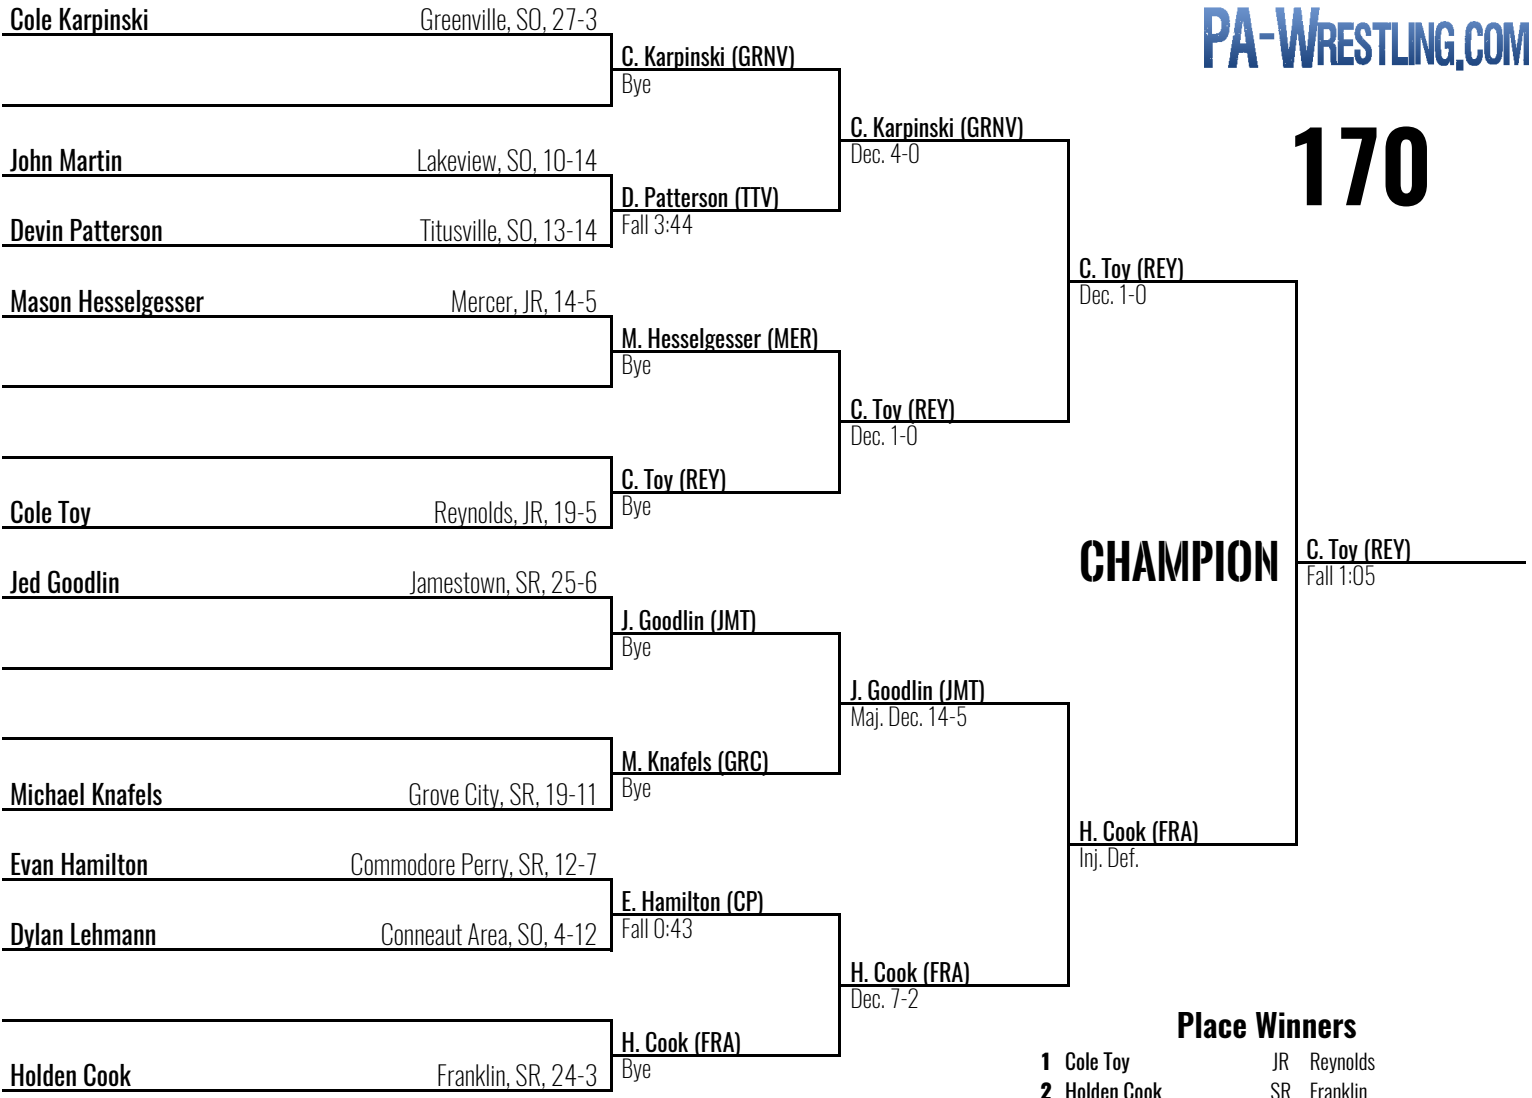 Cole Karpinski Greenville, SO, 27-3
C. Karpinski (GRNV)
Bye
PA-WRESTLING.COM
170
C. Karpinski (GRNV)
Dec. 4-0
John Martin Lakeview, SO, 10-14
D. Patterson (TTV)
Fall 3:44
Devin Patterson Titusville, SO, 13-14
C. Toy (REY)
Dec. 1-0
Mason Hesselgesser Mercer, JR, 14-5
M. Hesselgesser (MER)
Bye
C. Toy (REY)
Dec. 1-0
C. Toy (REY)
Bye
Cole Toy Reynolds, JR, 19-5
CHAMPION
C. Toy (REY)
Fall 1:05
Jed Goodlin Jamestown, SR, 25-6
J. Goodlin (JMT)
Bye
J. Goodlin (JMT)
Maj. Dec. 14-5
M. Knafels (GRC)
Bye
Michael Knafels Grove City, SR, 19-11
H. Cook (FRA)
Inj. Def.
Evan Hamilton Commodore Perry, SR, 12-7
E. Hamilton (CP)
Fall 0:43
Dylan Lehmann Conneaut Area, SO, 4-12
H. Cook (FRA)
Dec. 7-2
H. Cook (FRA)
Bye
Holden Cook Franklin, SR, 24-3
Place Winners
1 Cole Toy JR Reynolds
2 Holden Cook SR Franklin